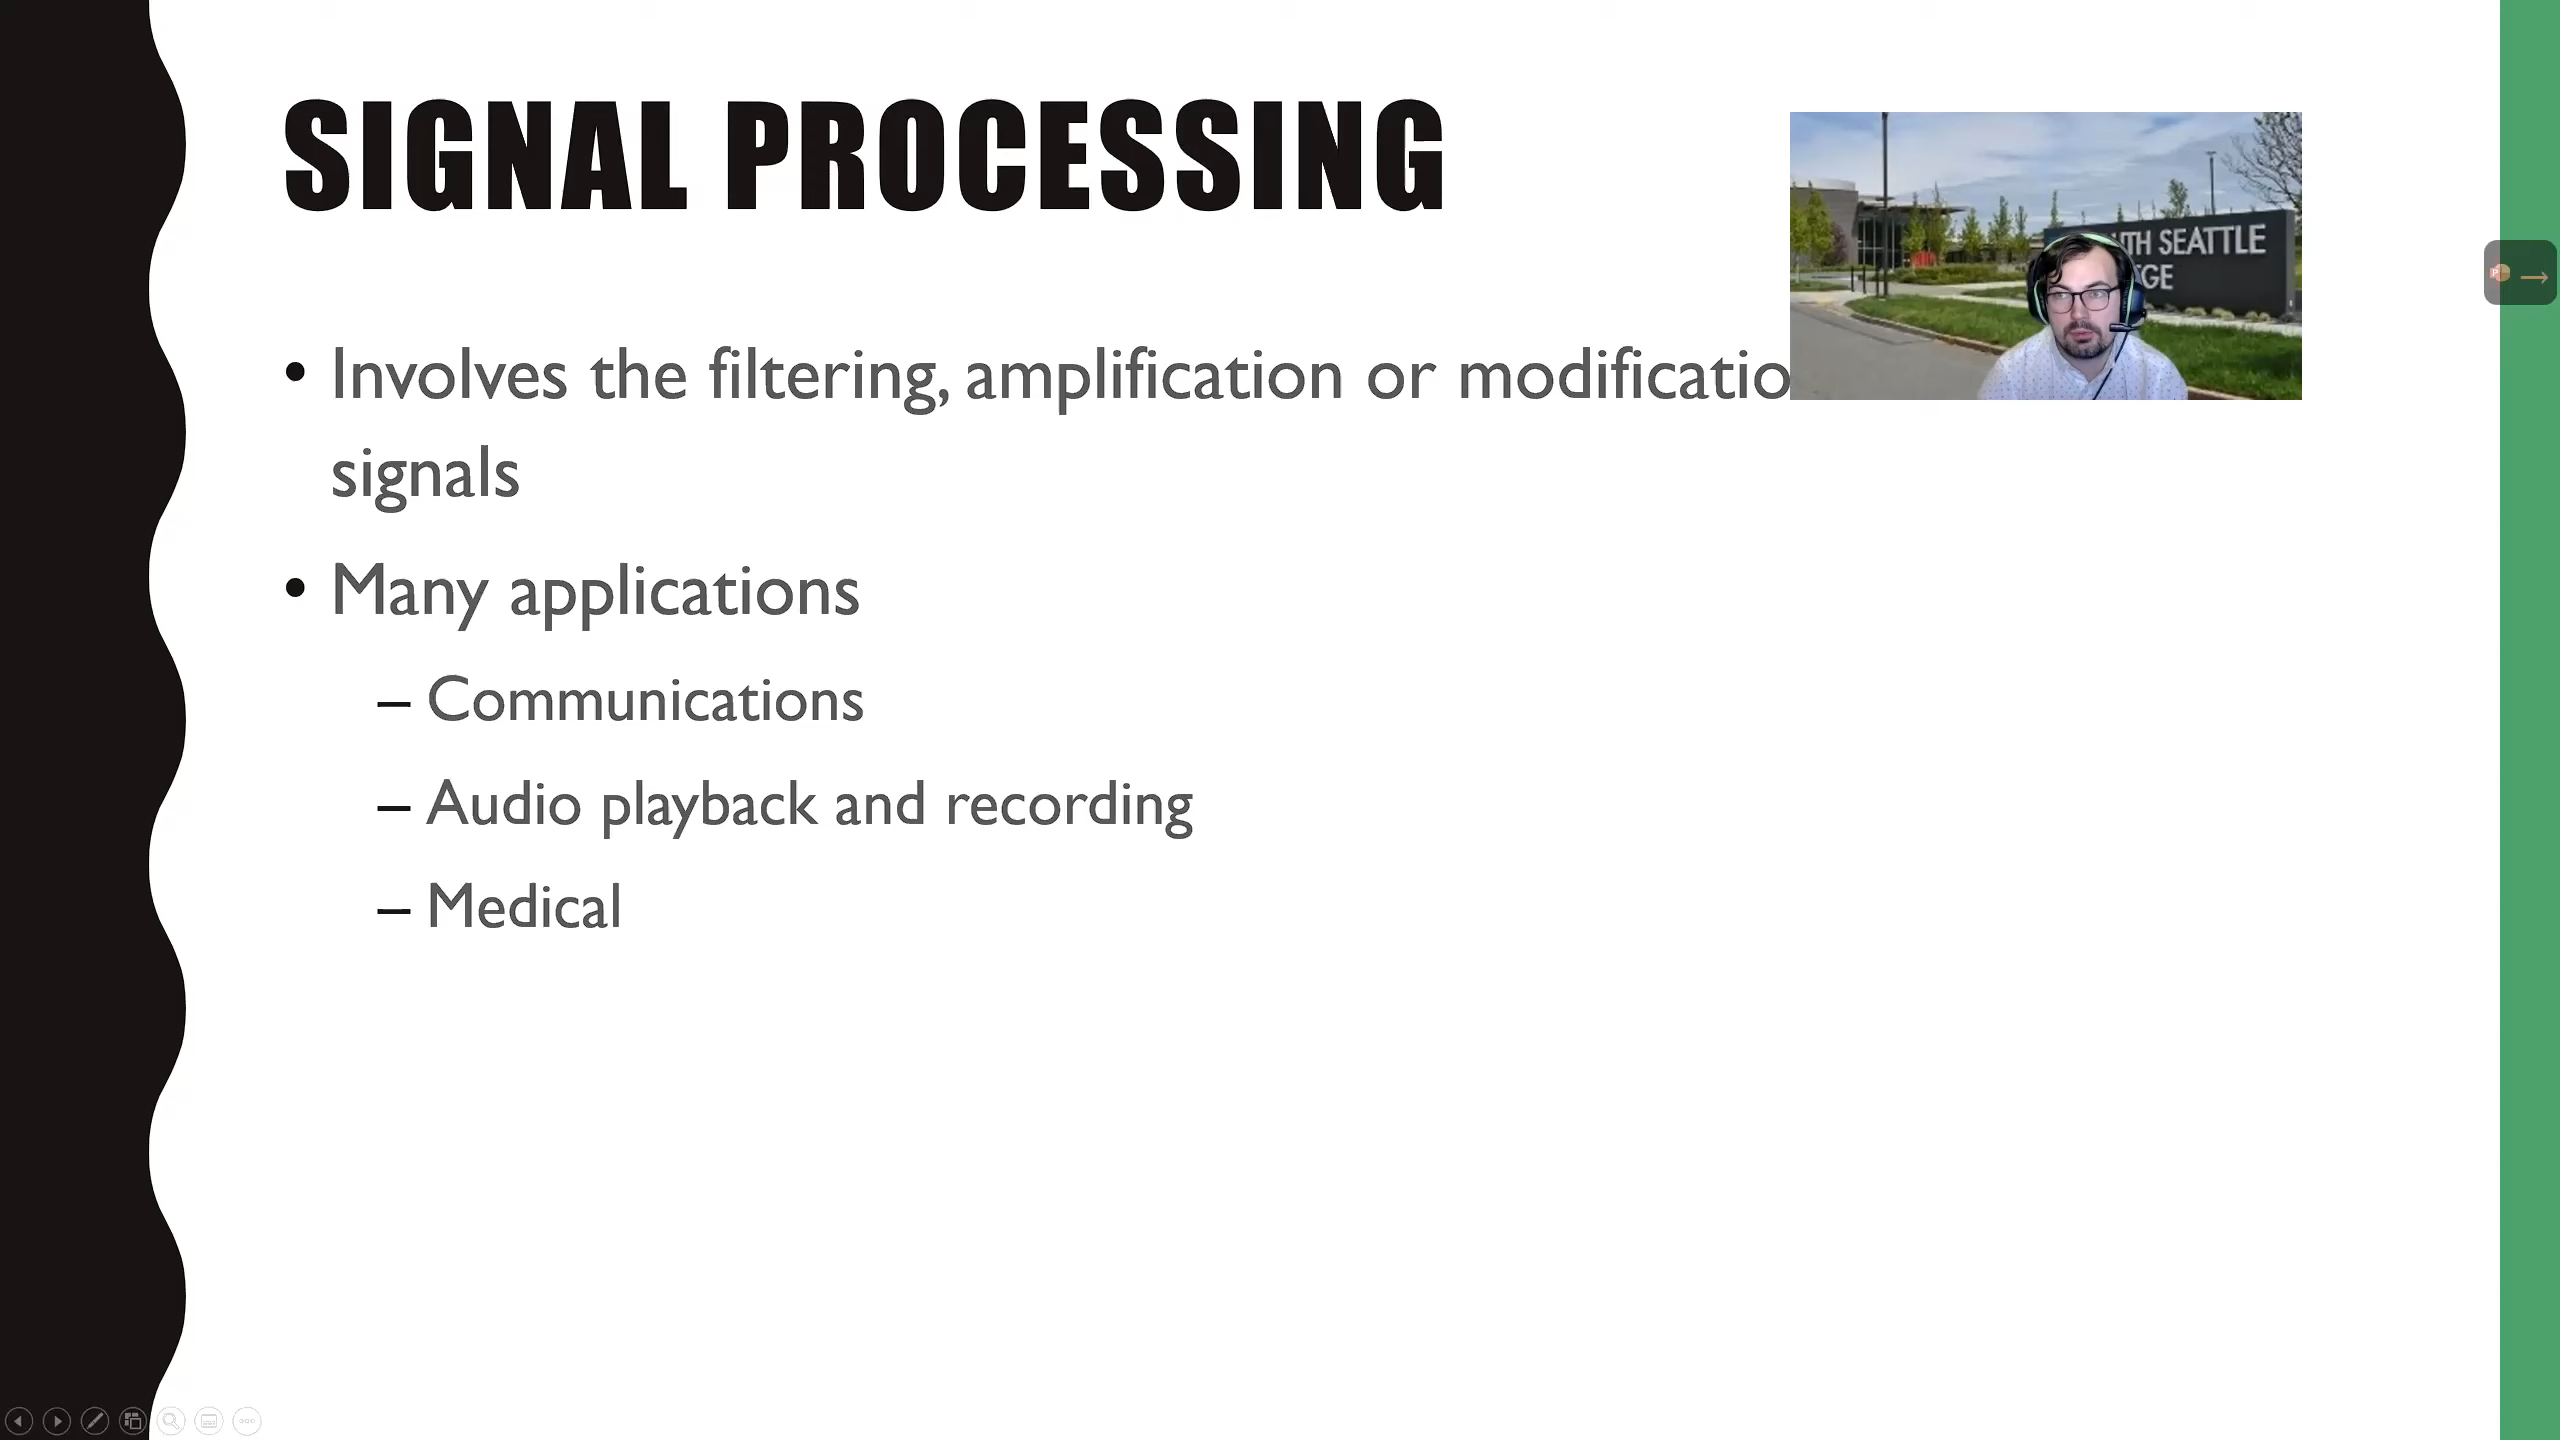 SIGNAL PROCESSING
• Involves the filtering, amplification or modificatio
signals
• Many applications
– Communications
– Audio playback and recording
– Medical
TH SEATTLE
GE